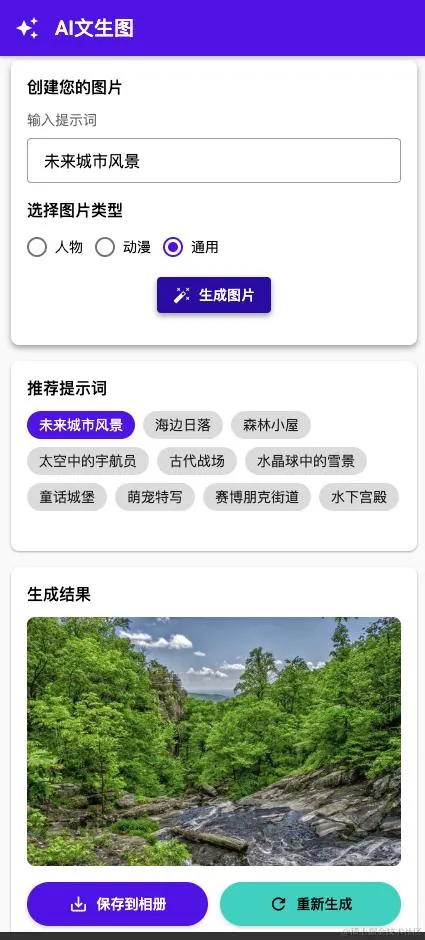 AI文生图
创建您的图片
输入提示词
未来城市风景
选择图片类型
人物 动漫 通用
生成图片
推荐提示词
未来城市风景 海边日落 森林小屋
太空中的宇航员 古代战场 水晶球中的雪景
童话城堡 萌宠特写 赛博朋克街道 水下宫殿
生成结果
保存到相册 重新生成
@稀土掘金技术社区